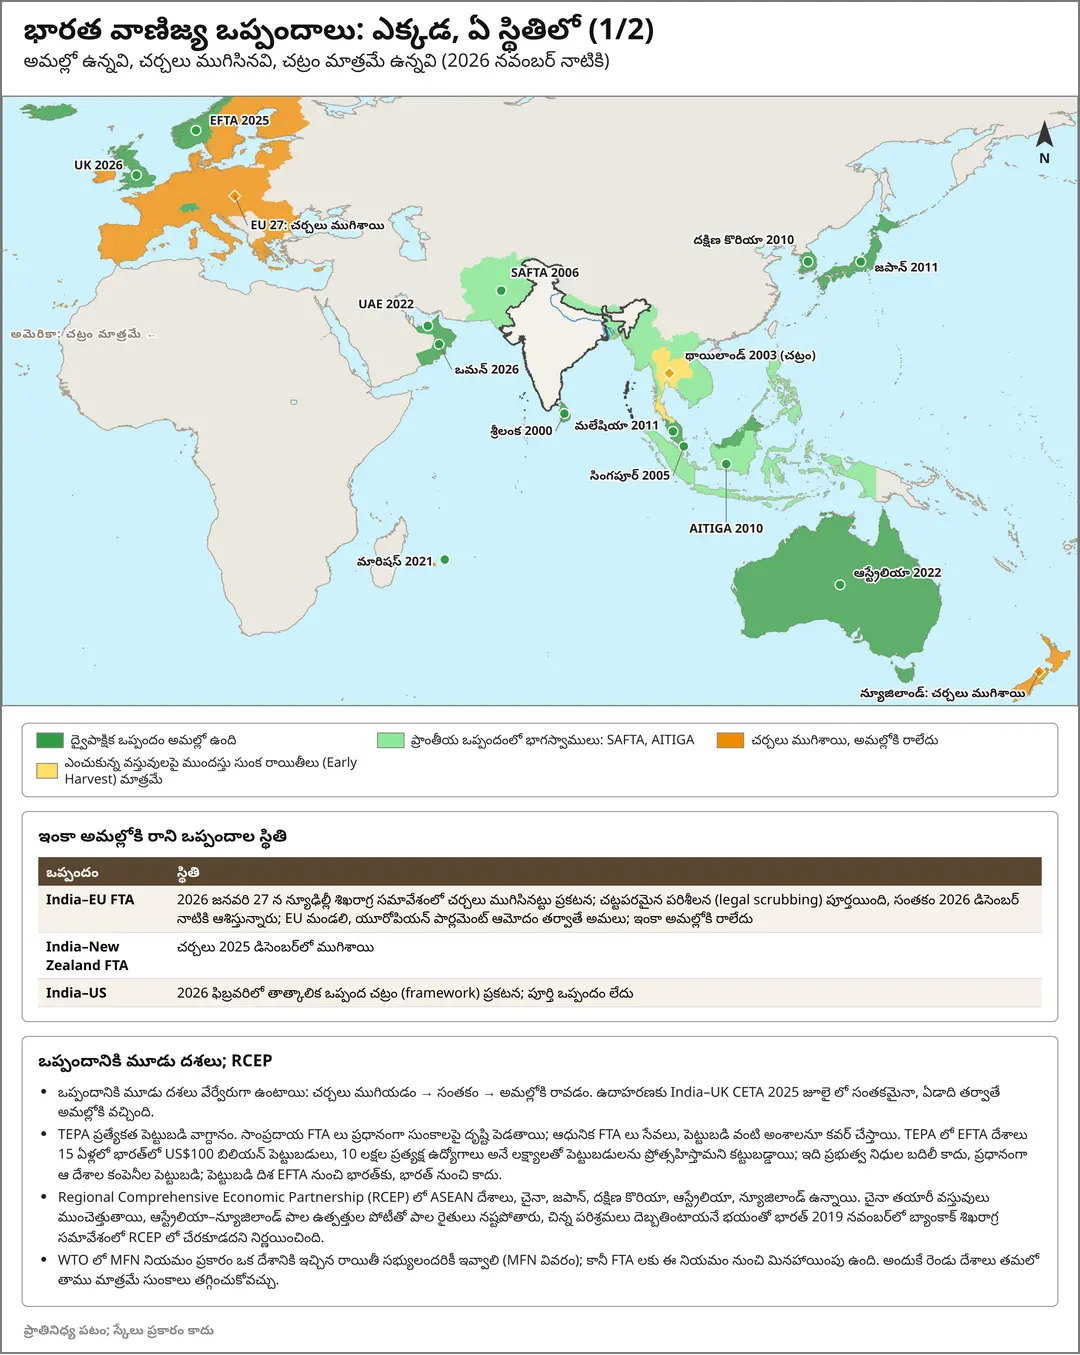 భారత వాణిజ్య ఒప్పందాలు: ఎక్కడ, ఏ స్థితిలో (1/2)
అమల్లో ఉన్నవి, చర్చలు ముగిసినవి, చట్రం మాత్రమే ఉన్నవి (2026 నవంబర్ నాటికి)
EFTA 2025
N
UK 2026
EU 27: చర్చలు ముగిశాయి
దక్షిణ కొరియా 2010
జపాన్ 2011
SAFTA 2006
UAE 2022
అమెరికా: చట్రం మాత్రమే ←
థాయిలాండ్ 2003 (చట్రం)
ఒమన్ 2026
శ్రీలంక 2000
మలేషియా 2011
సింగపూర్ 2005
AITIGA 2010
మారిషస్ 2021
ఆస్ట్రేలియా 2022
న్యూజిలాండ్: చర్చలు ముగిశాయి
ద్వైపాక్షిక ఒప్పందం అమల్లో ఉంది
ప్రాంతీయ ఒప్పందంలో భాగస్వాములు: SAFTA, AITIGA
చర్చలు ముగిశాయి, అమల్లోకి రాలేదు
ఎంచుకున్న వస్తువులపై ముందస్తు సుంక రాయితీలు (Early
Harvest) మాత్రమే
ఇంకా అమల్లోకి రాని ఒప్పందాల స్థితి
ఒప్పందం స్థితి
India–EU FTA 2026 జనవరి 27 న న్యూఢిల్లీ శిఖరాగ్ర సమావేశంలో చర్చలు ముగిసినట్టు ప్రకటన; చట్టపరమైన పరిశీలన (legal scrubbing) పూర్తయింది, సంతకం 2026 డిసెంబర్
నాటికి ఆశిస్తున్నారు; EU మండలి, యూరోపియన్ పార్లమెంట్ ఆమోదం తర్వాతే అమలు; ఇంకా అమల్లోకి రాలేదు
India–New చర్చలు 2025 డిసెంబర్‌లో ముగిశాయి
Zealand FTA
India–US 2026 ఫిబ్రవరిలో తాత్కాలిక ఒప్పంద చట్రం (framework) ప్రకటన; పూర్తి ఒప్పందం లేదు
ఒప్పందానికి మూడు దశలు; RCEP
• ఒప్పందానికి మూడు దశలు వేర్వేరుగా ఉంటాయి: చర్చలు ముగియడం → సంతకం → అమల్లోకి రావడం. ఉదాహరణకు India–UK CETA 2025 జూలై లో సంతకమైనా, ఏడాది తర్వాతే
అమల్లోకి వచ్చింది.
• TEPA ప్రత్యేకత పెట్టుబడి వాగ్దానం. సాంప్రదాయ FTA లు ప్రధానంగా సుంకాలపై దృష్టి పెడతాయి; ఆధునిక FTA లు సేవలు, పెట్టుబడి వంటి అంశాలనూ కవర్ చేస్తాయి. TEPA లో EFTA దేశాలు
15 ఏళ్లలో భారత్‌లో US$100 బిలియన్ పెట్టుబడులు, 10 లక్షల ప్రత్యక్ష ఉద్యోగాలు అనే లక్ష్యాలతో పెట్టుబడులను ప్రోత్సహిస్తామని కట్టుబడ్డాయి; ఇది ప్రభుత్వ నిధుల బదిలీ కాదు, ప్రధానంగా
ఆ దేశాల కంపెనీల పెట్టుబడి; పెట్టుబడి దిశ EFTA నుంచి భారత్‌కు, భారత్ నుంచి కాదు.
• Regional Comprehensive Economic Partnership (RCEP) లో ASEAN దేశాలు, చైనా, జపాన్, దక్షిణ కొరియా, ఆస్ట్రేలియా, న్యూజిలాండ్ ఉన్నాయి. చైనా తయారీ వస్తువులు
ముంచెత్తుతాయి, ఆస్ట్రేలియా–న్యూజిలాండ్ పాల ఉత్పత్తుల పోటీతో పాల రైతులు నష్టపోతారు, చిన్న పరిశ్రమలు దెబ్బతింటాయనే భయంతో భారత్ 2019 నవంబర్‌లో బ్యాంకాక్ శిఖరాగ్ర
సమావేశంలో RCEP లో చేరకూడదని నిర్ణయించింది.
• WTO లో MFN నియమం ప్రకారం ఒక దేశానికి ఇచ్చిన రాయితీ సభ్యులందరికీ ఇవ్వాలి (MFN వివరం); కానీ FTA లకు ఈ నియమం నుంచి మినహాయింపు ఉంది. అందుకే రెండు దేశాలు తమలో
తాము మాత్రమే సుంకాలు తగ్గించుకోవచ్చు.
ప్రాతినిధ్య పటం; స్కేలు ప్రకారం కాదు